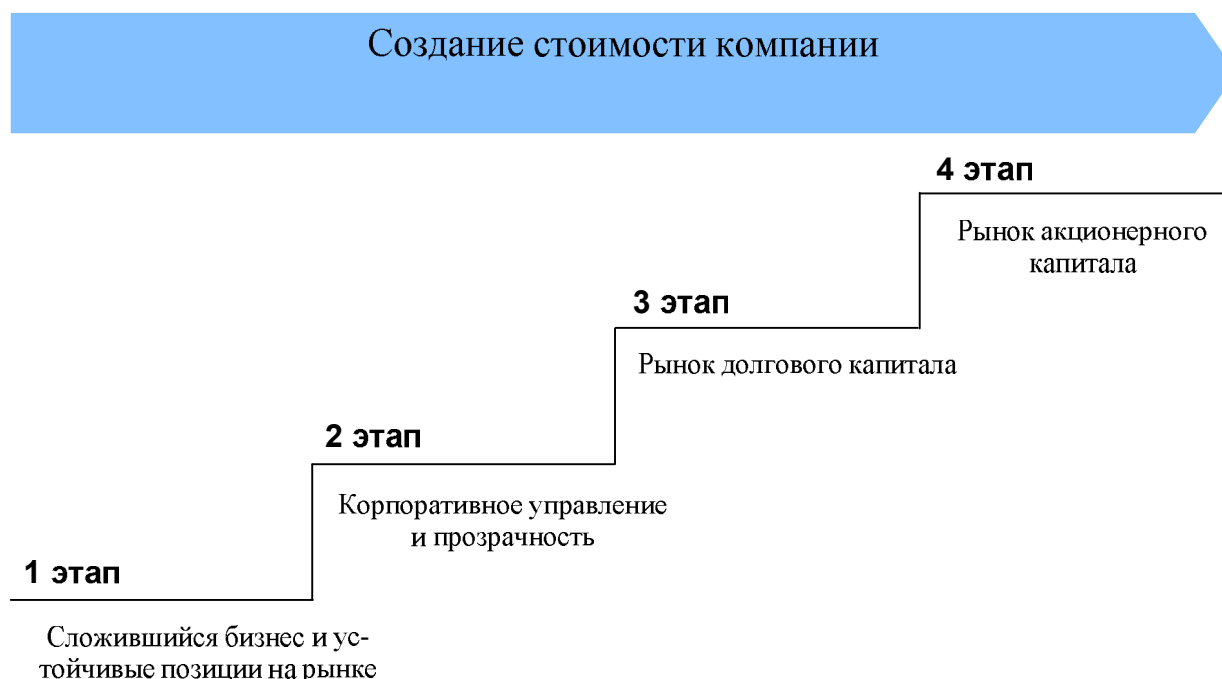 Создание стоимости компании
4 этап
Рынок акционерного
капитала
3 этап
Рынок долгового капитала
2 этап
Корпоративное управление
и прозрачность
1 этап
Сложившийся бизнес и ус-
тойчивые позиции на рынке